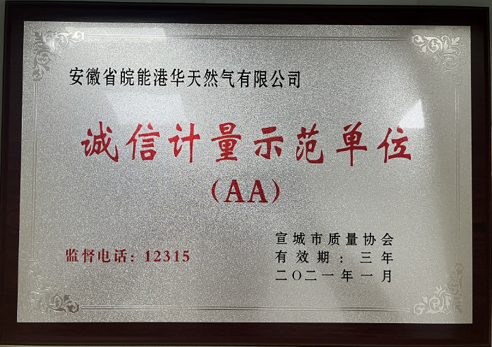 安徽省皖能港华天然气有限公司
诚信计量示范单位
(AA)
监督电话：12315
宣城市质量协会
有效期：三年
二〇二一年一月